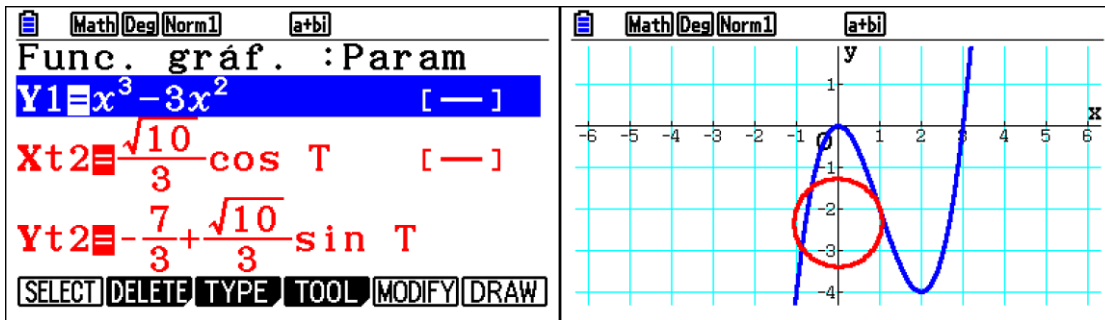 Math Deg Norm1 a+bi
Func. gráf. :Param
Y1=x³-3x² [—]
Xt2=√10/3 cos T [—]
Yt2=-7/3+√10/3 sin T
SELECT DELETE TYPE TOOL MODIFY DRAW
Math Deg Norm1 a+bi
y
1
x
-6 -5 -4 -3 -2 -1 O 1 2 3 4 5 6
-1
-2
-3
-4